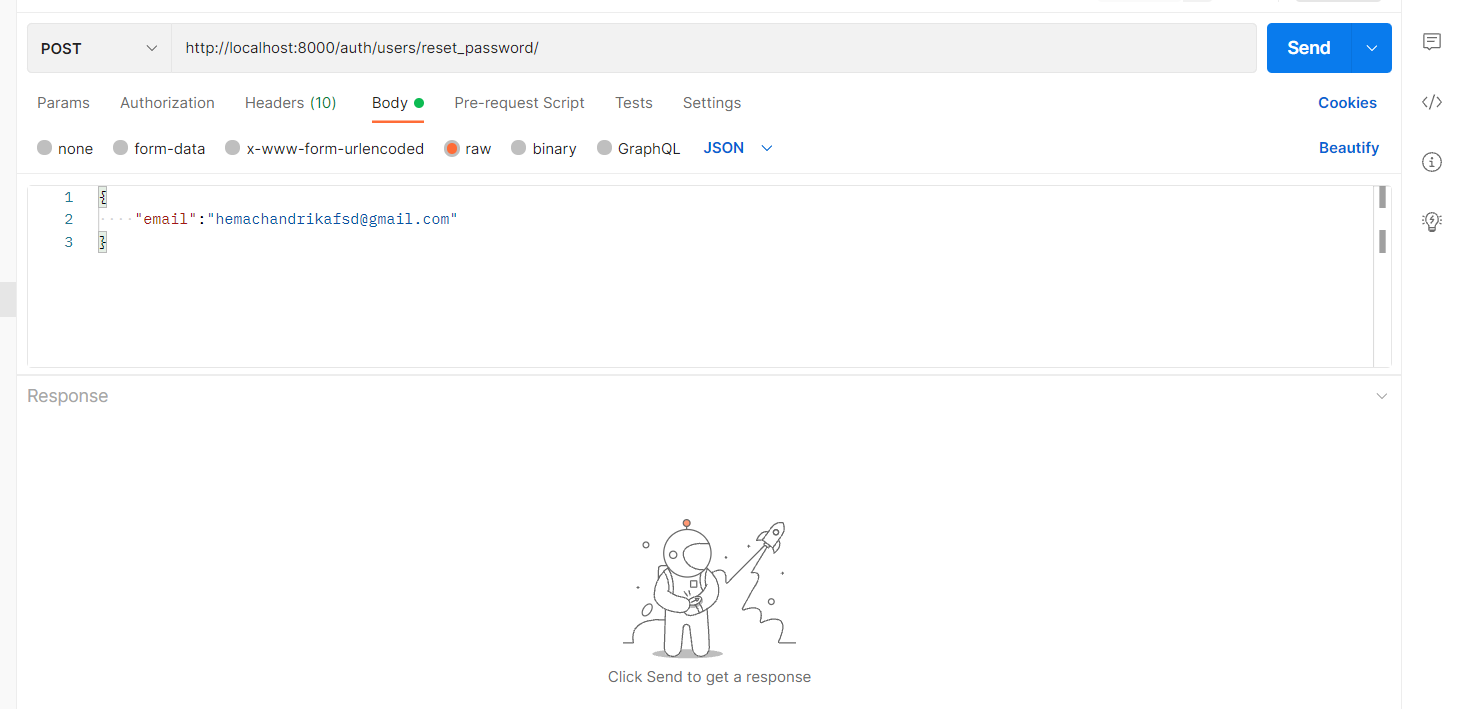 POST http://localhost:8000/auth/users/reset_password/ Send
Params Authorization Headers (10) Body Pre-request Script Tests Settings Cookies
none form-data x-www-form-urlencoded raw binary GraphQL JSON Beautify
1 {
2 ····"email":"hemachandrikafsd@gmail.com"
3 }
Response
Click Send to get a response